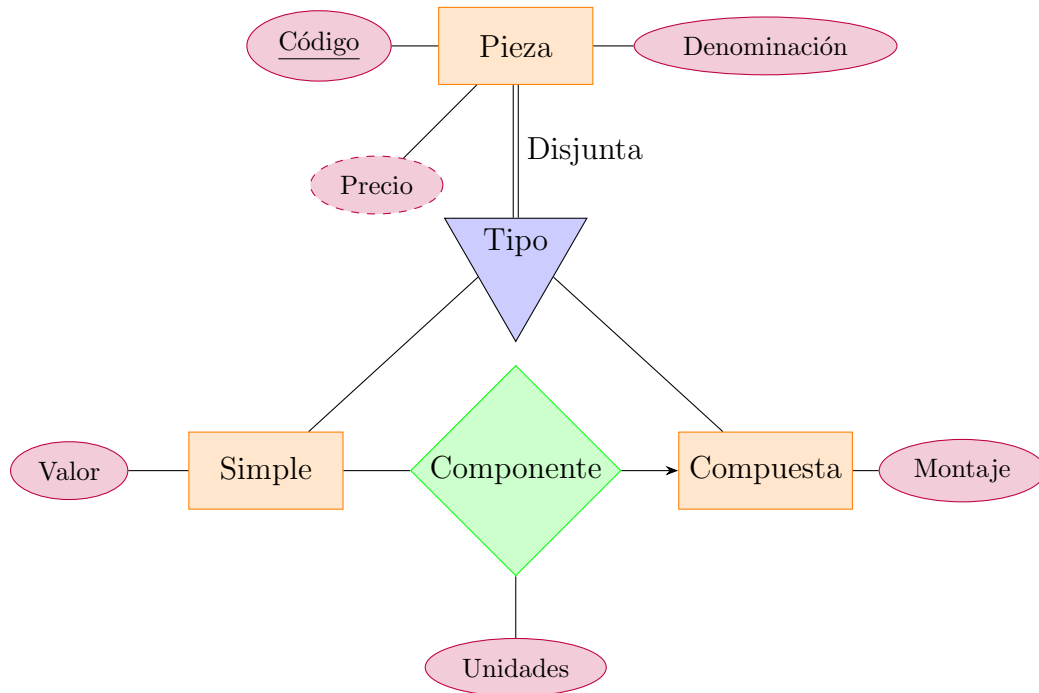 Código
Pieza
Denominación
Disjunta
Precio
Tipo
Valor
Simple
Componente
Compuesta
Montaje
Unidades